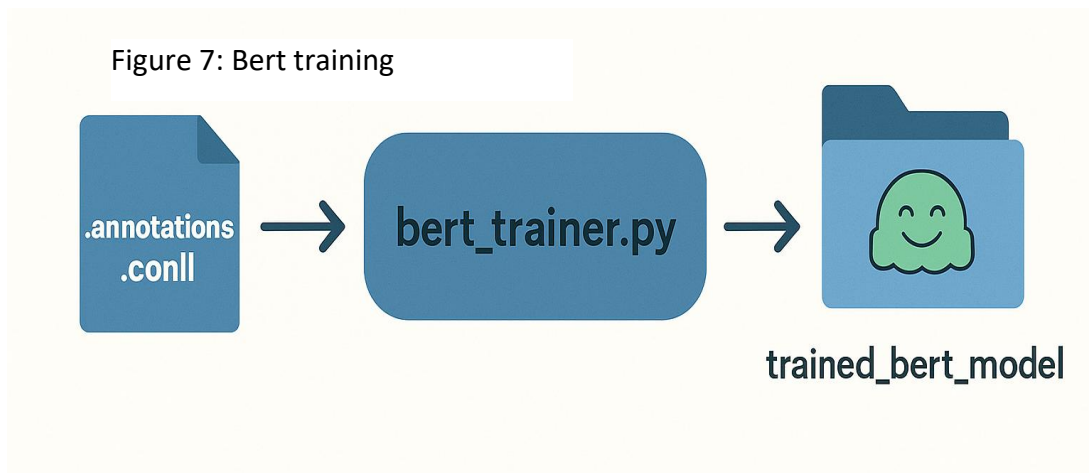 Figure 7: Bert training
.annotations
.conll
bert_trainer.py
trained_bert_model